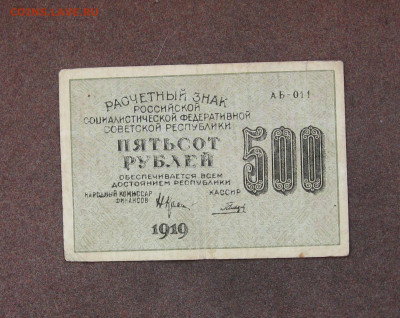 РАСЧЕТНЫЙ ЗНАК
РОССИЙСКОЙ
СОЦИАЛИСТИЧЕСКОЙ ФЕДЕРАТИВНОЙ
СОВЕТСКОЙ РЕСПУБЛИКИ
АБ-011
ПЯТЬСОТ
РУБЛЕЙ
500
ОБЕСПЕЧИВАЕТСЯ ВСЕМ
ДОСТОЯНИЕМ РЕСПУБЛИКИ
НАРОДНЫЙ КОМИССАР
ФИНАНСОВ
КАССИР
1919